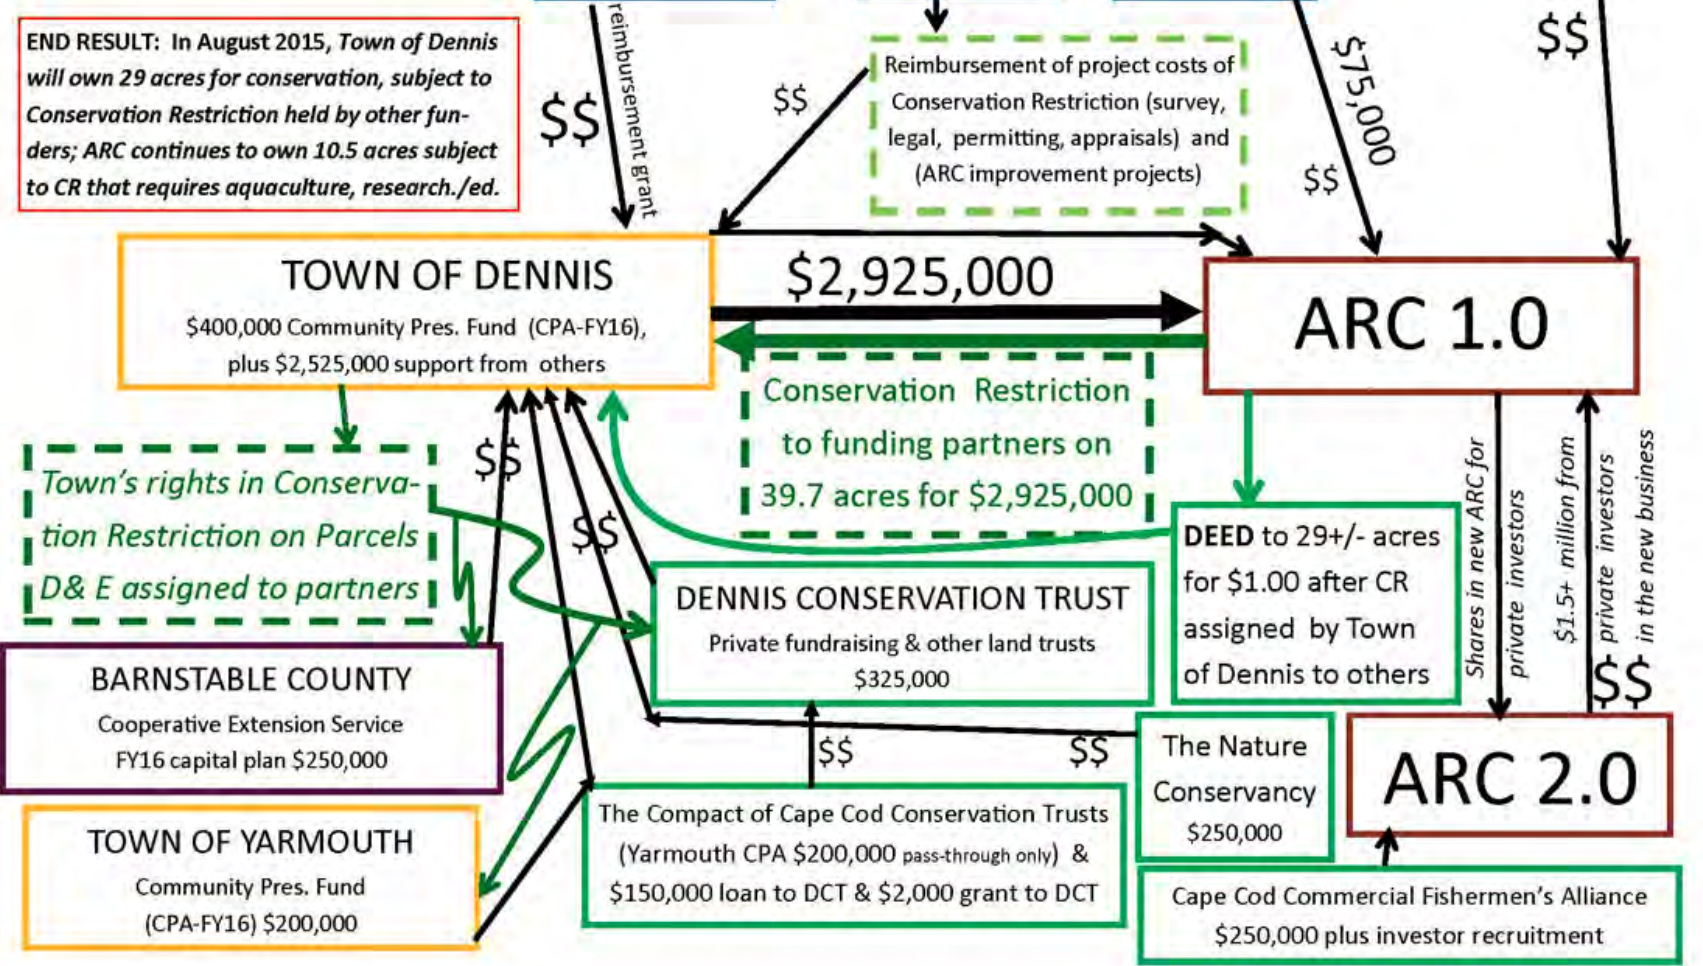 END RESULT: In August 2015, Town of Dennis
will own 29 acres for conservation, subject to
Conservation Restriction held by other fun-
ders; ARC continues to own 10.5 acres subject
to CR that requires aquaculture, research./ed.
$$
reimbursement grant
$$
Reimbursement of project costs of
Conservation Restriction (survey,
legal, permitting, appraisals) and
(ARC improvement projects)
$75,000
$$
$$
TOWN OF DENNIS
$400,000 Community Pres. Fund (CPA-FY16),
plus $2,525,000 support from others
$2,925,000
ARC 1.0
Conservation Restriction
to funding partners on
39.7 acres for $2,925,000
Town's rights in Conserva-
tion Restriction on Parcels
D& E assigned to partners
$$
$$
DEED to 29+/- acres
for $1.00 after CR
assigned by Town
of Dennis to others
Shares in new ARC for
private investors
$1.5+ million from
private investors
in the new business
$$
DENNIS CONSERVATION TRUST
Private fundraising & other land trusts
$325,000
BARNSTABLE COUNTY
Cooperative Extension Service
FY16 capital plan $250,000
$$
$$
The Nature
Conservancy
$250,000
ARC 2.0
TOWN OF YARMOUTH
Community Pres. Fund
(CPA-FY16) $200,000
The Compact of Cape Cod Conservation Trusts
(Yarmouth CPA $200,000 pass-through only) &
$150,000 loan to DCT & $2,000 grant to DCT
Cape Cod Commercial Fishermen's Alliance
$250,000 plus investor recruitment